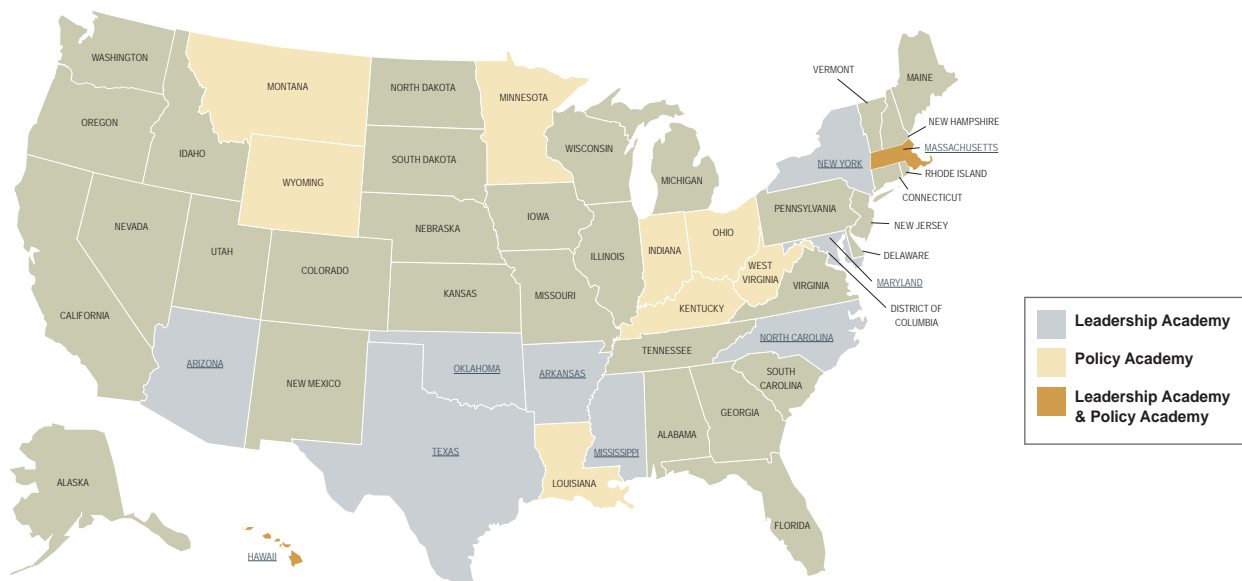 WASHINGTON
OREGON
IDAHO
MONTANA
WYOMING
NORTH DAKOTA
SOUTH DAKOTA
MINNESOTA
WISCONSIN
MICHIGAN
VERMONT
MAINE
NEW HAMPSHIRE
MASSACHUSETTS
RHODE ISLAND
CONNECTICUT
NEW YORK
PENNSYLVANIA
NEW JERSEY
DELAWARE
MARYLAND
DISTRICT OF
COLUMBIA
NEVADA
UTAH
COLORADO
CALIFORNIA
NEBRASKA
KANSAS
IOWA
MISSOURI
ILLINOIS
INDIANA
OHIO
WEST
VIRGINIA
VIRGINIA
KENTUCKY
TENNESSEE
NORTH CAROLINA
SOUTH
CAROLINA
GEORGIA
ALABAMA
MISSISSIPPI
ARKANSAS
OKLAHOMA
ARIZONA
NEW MEXICO
TEXAS
LOUISIANA
FLORIDA
ALASKA
HAWAII
Leadership Academy
Policy Academy
Leadership Academy
& Policy Academy